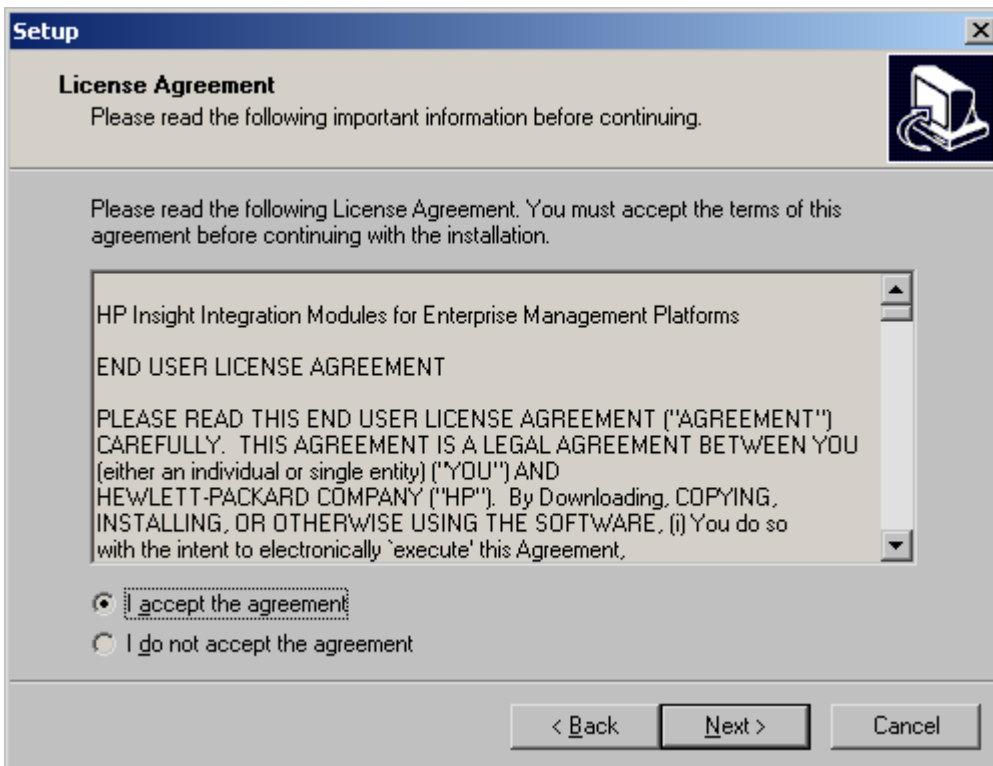 Setup
License Agreement
Please read the following important information before continuing.
Please read the following License Agreement. You must accept the terms of this
agreement before continuing with the installation.
HP Insight Integration Modules for Enterprise Management Platforms
END USER LICENSE AGREEMENT
PLEASE READ THIS END USER LICENSE AGREEMENT ("AGREEMENT")
CAREFULLY.  THIS AGREEMENT IS A LEGAL AGREEMENT BETWEEN YOU
(either an individual or single entity) ("YOU") AND
HEWLETT-PACKARD COMPANY ("HP").  By Downloading, COPYING,
INSTALLING, OR OTHERWISE USING THE SOFTWARE, (i) You do so
with the intent to electronically `execute' this Agreement,
I accept the agreement
I do not accept the agreement
< Back Next > Cancel